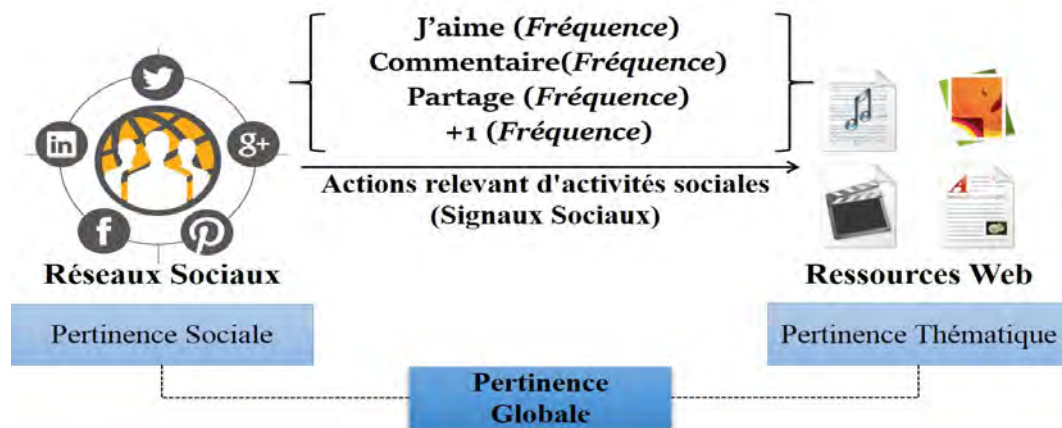 J'aime (Fréquence)
Commentaire(Fréquence)
Partage (Fréquence)
+1 (Fréquence)
in
g+
f
Actions relevant d'activités sociales
(Signaux Sociaux)
A
Réseaux Sociaux
Ressources Web
Pertinence Sociale
Pertinence Thématique
Pertinence
Globale